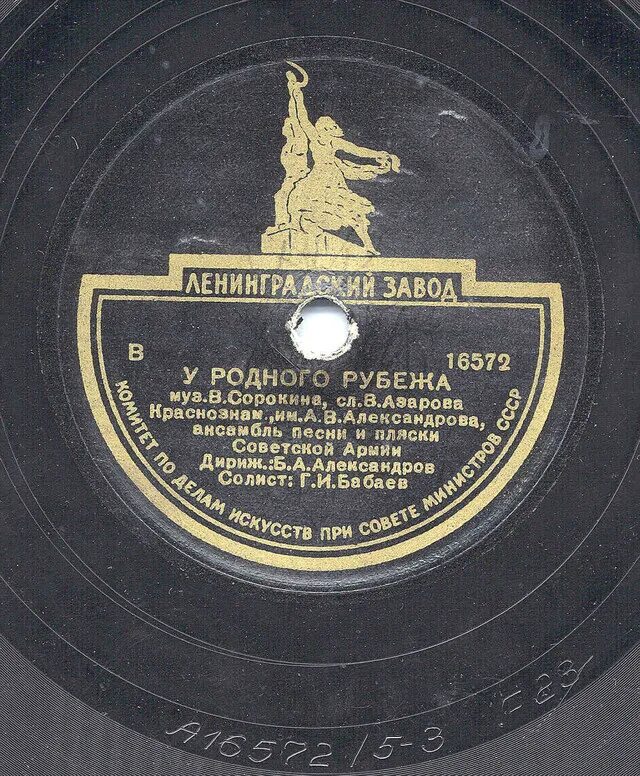 ЛЕНИНГРАДСКИЙ ЗАВОД
В 16572
У РОДНОГО РУБЕЖА
муз.В.Сорокина, сл.В.Азарова
Краснознам.,им.А.В.Александрова,
ансамбль песни и пляски
Советской Армии
Дириж.:Б.А.Александров
Солист: Г.И.Бабаев
КОМИТЕТ ПО ДЕЛАМ ИСКУССТВ ПРИ СОВЕТЕ МИНИСТРОВ СССР
А16572/5-3